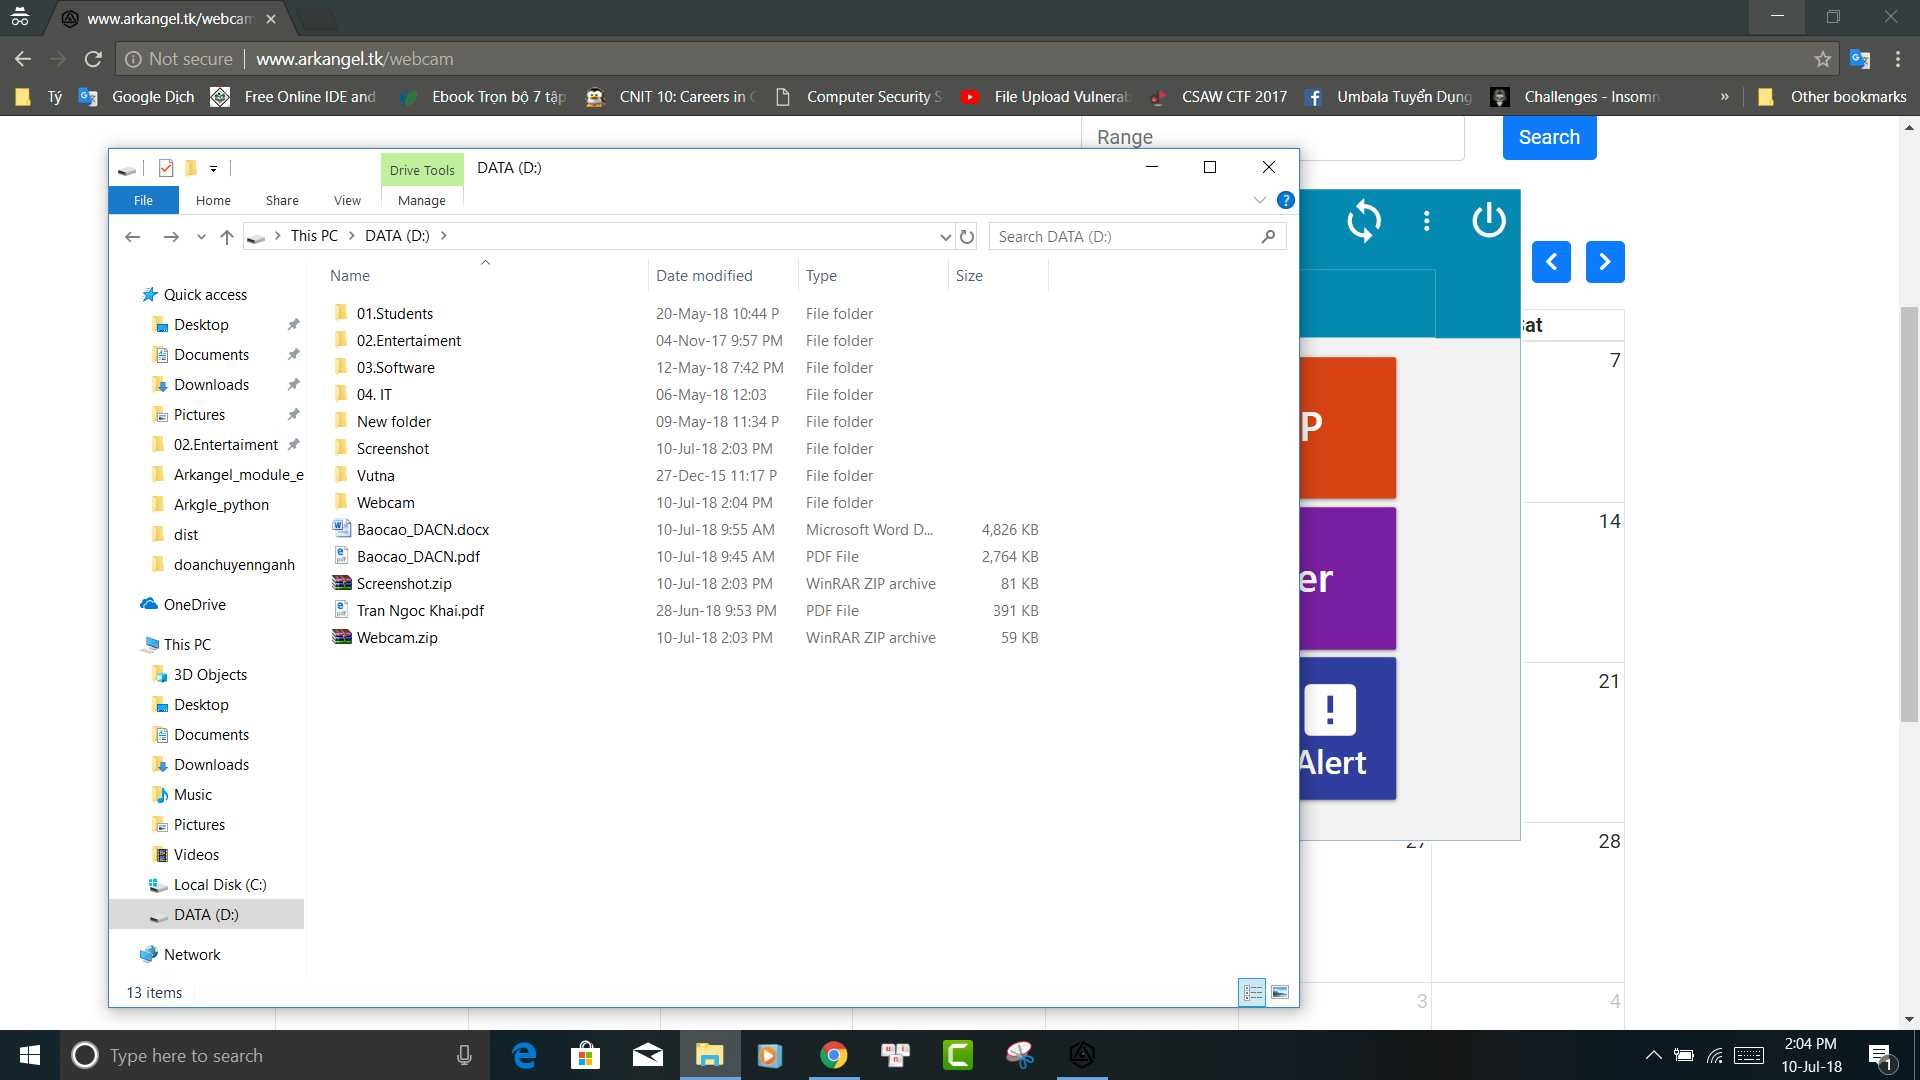 www.arkangel.tk/webcam
Not secure
www.arkangel.tk/webcam
Tý
Google Dịch
Free Online IDE and
Ebook Trọn bộ 7 tập
CNIT 10: Careers in
Computer Security S
File Upload Vulnerab
CSAW CTF 2017
Umbala Tuyển Dụng
Challenges - Insomn
»
Other bookmarks
Range
Search
Drive Tools
DATA (D:)
File
Home
Share
View
Manage
This PC
DATA (D:)
Search DATA (D:)
Name
Date modified
Type
Size
Quick access
Desktop
Documents
Downloads
Pictures
02.Entertaiment
Arkangel_module_e
Arkgle_python
dist
doanchuyennganh
OneDrive
This PC
3D Objects
Desktop
Documents
Downloads
Music
Pictures
Videos
Local Disk (C:)
DATA (D:)
Network
01.Students 20-May-18 10:44 P File folder
02.Entertaiment 04-Nov-17 9:57 PM File folder
03.Software 12-May-18 7:42 PM File folder
04. IT 06-May-18 12:03 File folder
New folder 09-May-18 11:34 P File folder
Screenshot 10-Jul-18 2:03 PM File folder
Vutna 27-Dec-15 11:17 P File folder
Webcam 10-Jul-18 2:04 PM File folder
Baocao_DACN.docx 10-Jul-18 9:55 AM Microsoft Word D... 4,826 KB
Baocao_DACN.pdf 10-Jul-18 9:45 AM PDF File 2,764 KB
Screenshot.zip 10-Jul-18 2:03 PM WinRAR ZIP archive 81 KB
Tran Ngoc Khai.pdf 28-Jun-18 9:53 PM PDF File 391 KB
Webcam.zip 10-Jul-18 2:03 PM WinRAR ZIP archive 59 KB
13 items
P
er
!
Alert
at
7
14
21
28
3
4
Type here to search
2:04 PM
10-Jul-18
1